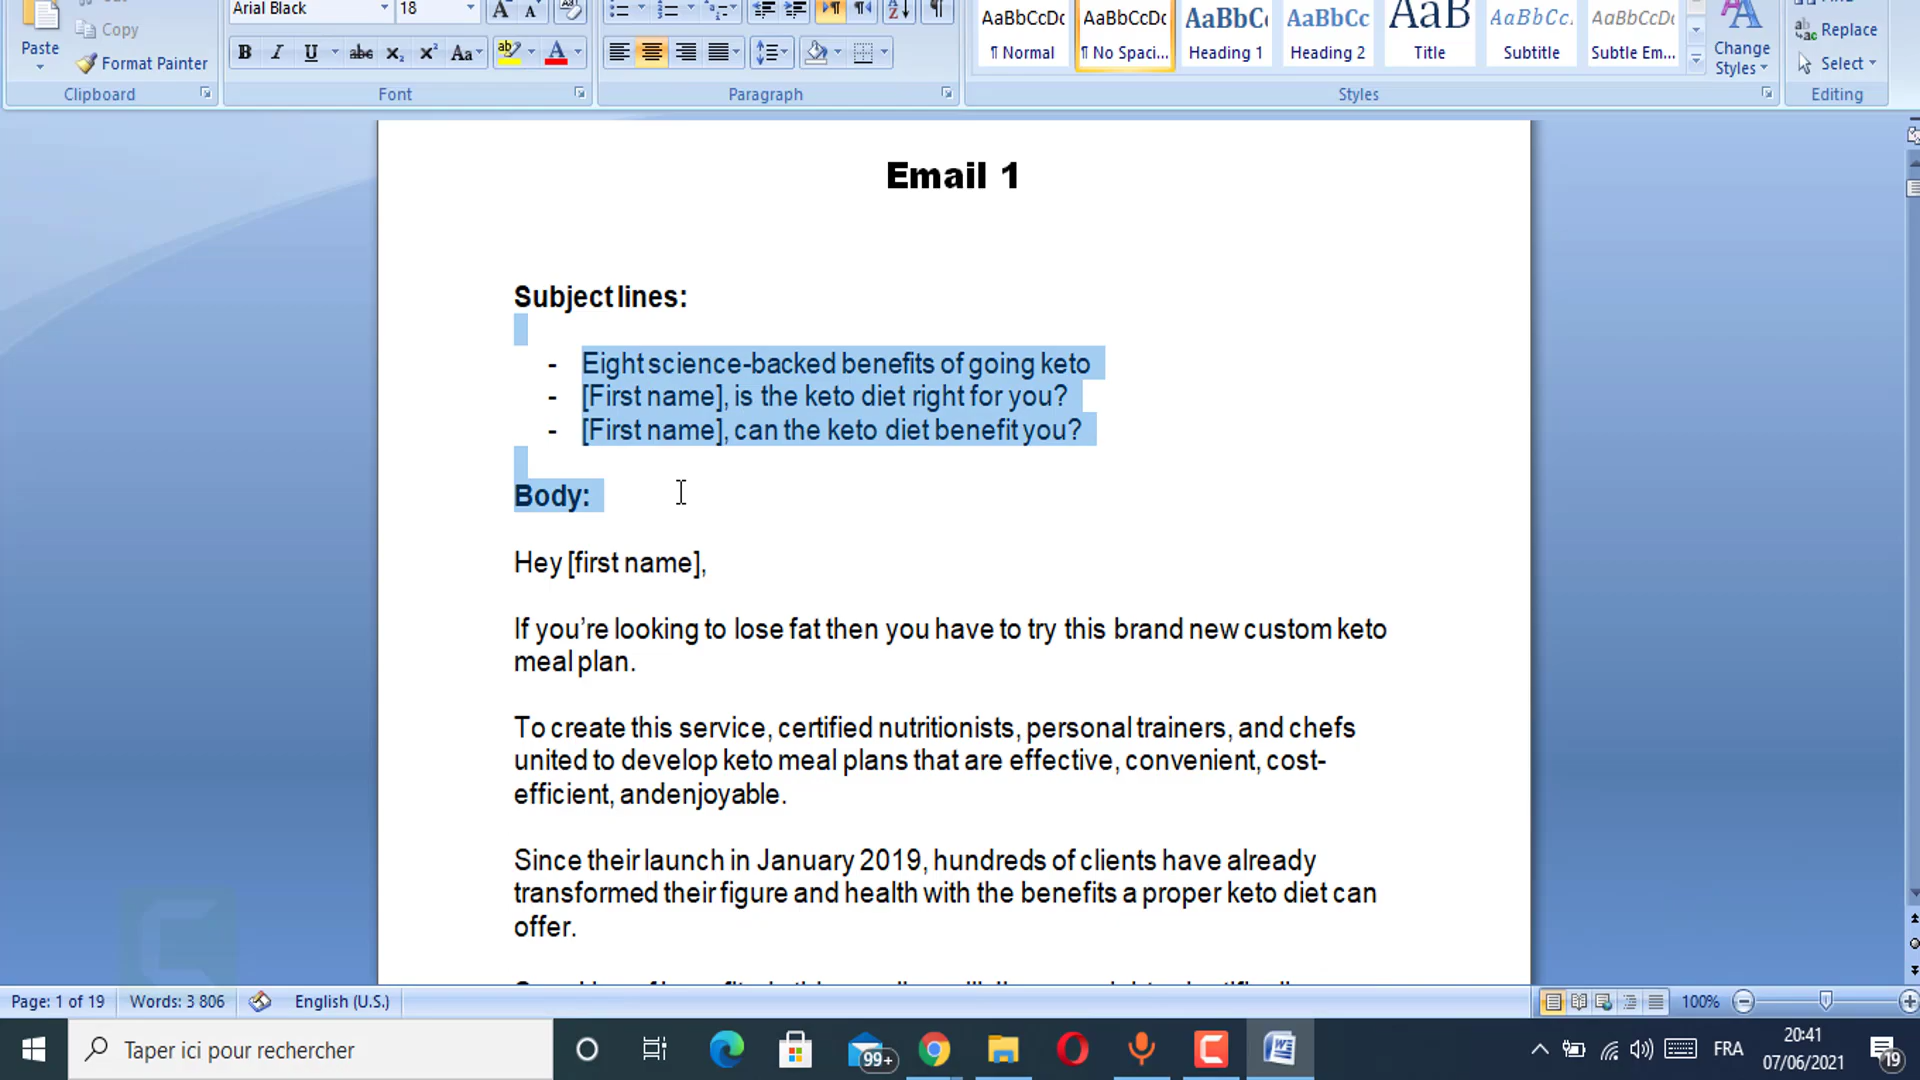 Arial Black 18
Paste
Copy
Format Painter
Clipboard
B I U abc x₂ x² Aa
Font
Paragraph
AaBbCcDc
¶ Normal
AaBbCcDc
¶ No Spaci...
AaBbC
Heading 1
AaBbCc
Heading 2
AaB
Title
AaBbCc.
Subtitle
AaBbCcDc
Subtle Em...
Styles
Change
Styles
Replace
Select
Editing
Email 1
Subject lines:
- Eight science-backed benefits of going keto
- [First name], is the keto diet right for you?
- [First name], can the keto diet benefit you?
Body:
Hey [first name],
If you’re looking to lose fat then you have to try this brand new custom keto
meal plan.
To create this service, certified nutritionists, personal trainers, and chefs
united to develop keto meal plans that are effective, convenient, cost-
efficient, andenjoyable.
Since their launch in January 2019, hundreds of clients have already
transformed their figure and health with the benefits a proper keto diet can
offer.
Page: 1 of 19 Words: 3 806 English (U.S.) 100%
Taper ici pour rechercher
99+
FRA
20:41
07/06/2021
19